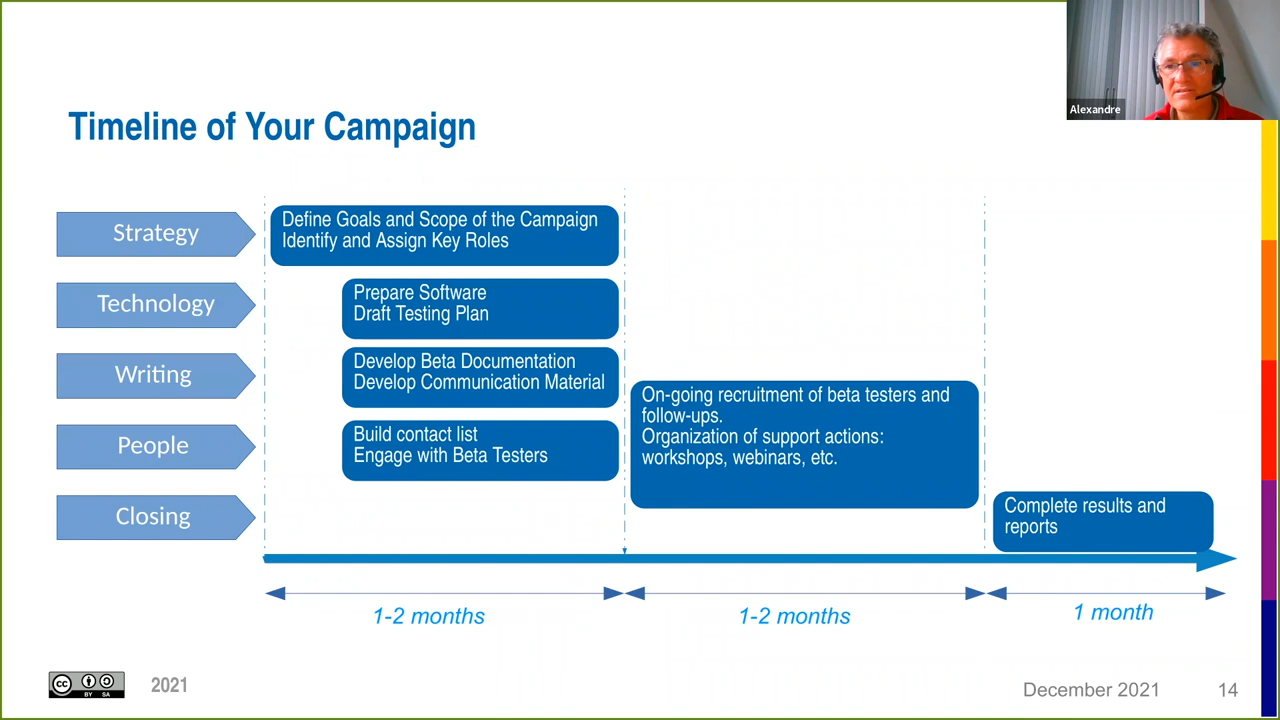 Alexandre
Timeline of Your Campaign
Strategy
Define Goals and Scope of the Campaign
Identify and Assign Key Roles
Technology
Prepare Software
Draft Testing Plan
Writing
Develop Beta Documentation
Develop Communication Material
People
Build contact list
Engage with Beta Testers
On-going recruitment of beta testers and
follow-ups.
Organization of support actions:
workshops, webinars, etc.
Closing
Complete results and
reports
1-2 months
1-2 months
1 month
cc
BY SA
2021
December 2021
14